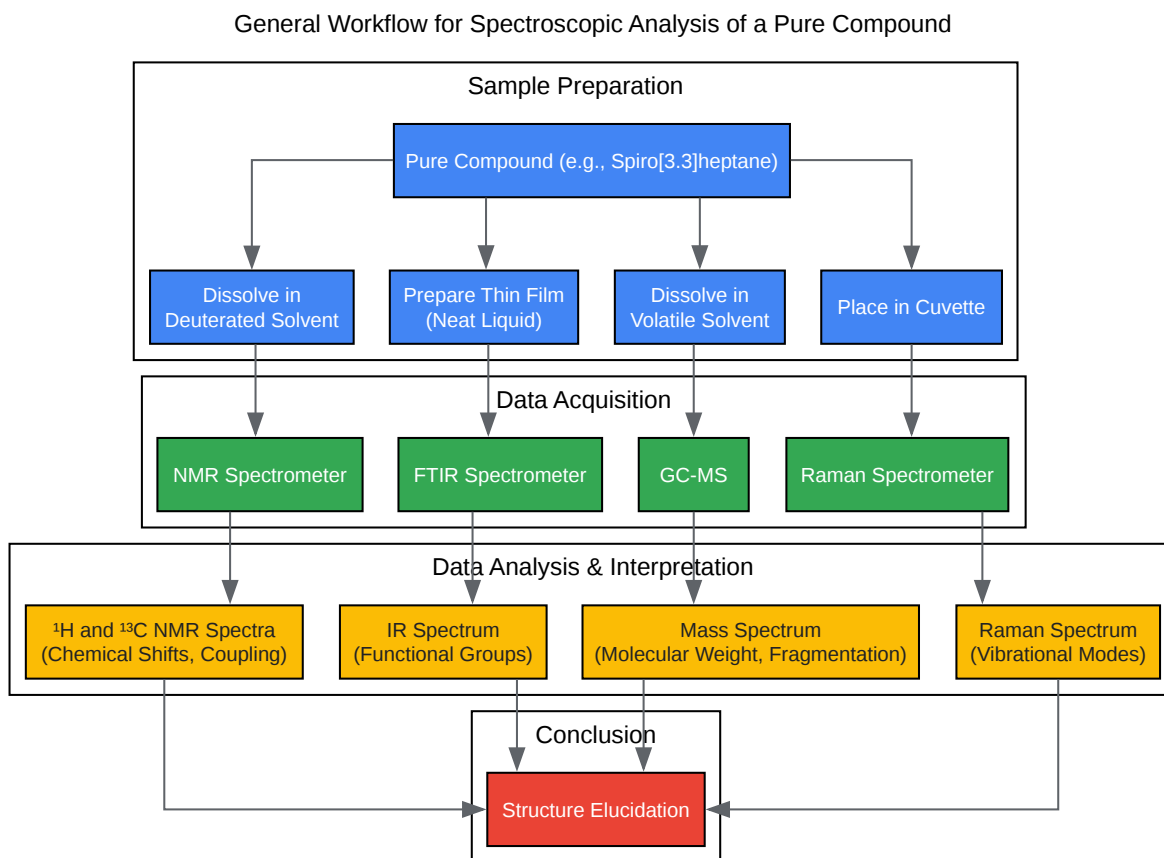 General Workflow for Spectroscopic Analysis of a Pure Compound
Sample Preparation
Pure Compound (e.g., Spiro[3.3]heptane)
Dissolve in
Deuterated Solvent
Prepare Thin Film
(Neat Liquid)
Dissolve in
Volatile Solvent
Place in Cuvette
Data Acquisition
NMR Spectrometer
FTIR Spectrometer
GC-MS
Raman Spectrometer
Data Analysis & Interpretation
¹H and ¹³C NMR Spectra
(Chemical Shifts, Coupling)
IR Spectrum
(Functional Groups)
Mass Spectrum
(Molecular Weight, Fragmentation)
Raman Spectrum
(Vibrational Modes)
Conclusion
Structure Elucidation